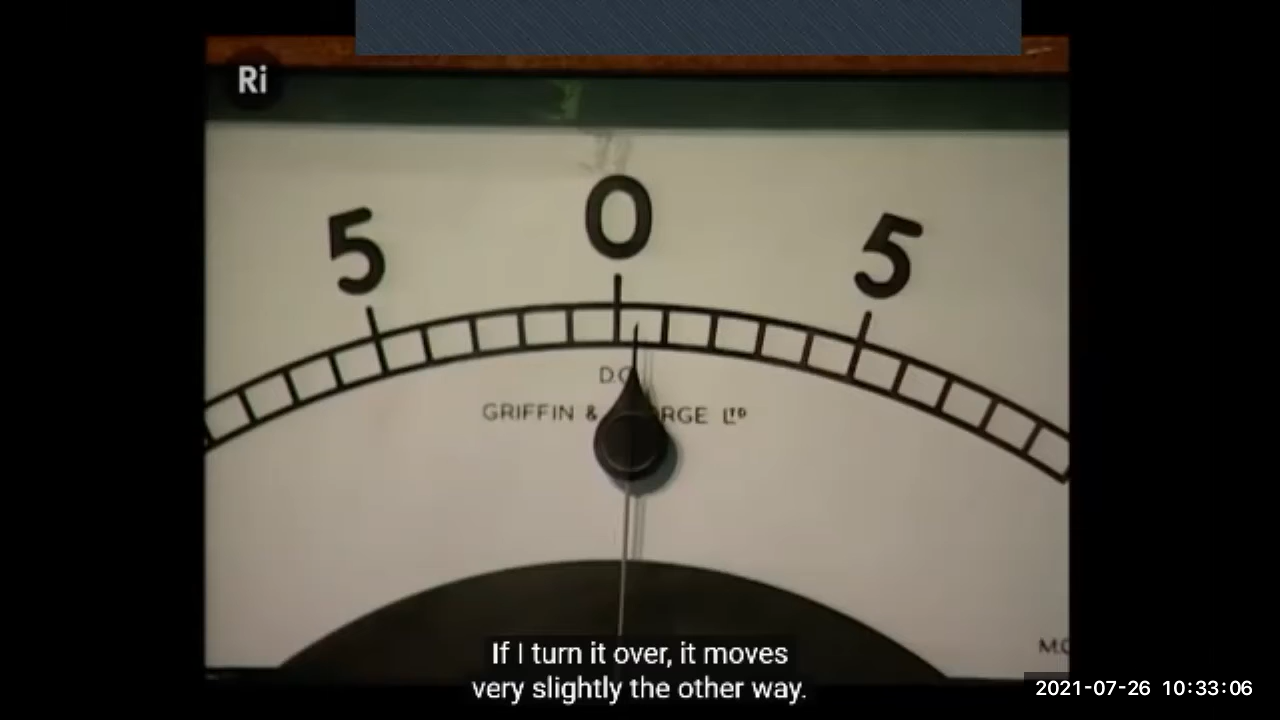 Ri
5 0 5
D.C
GRIFFIN & RGE LTD
M.C
If I turn it over, it moves
very slightly the other way.
2021-07-26 10:33:06